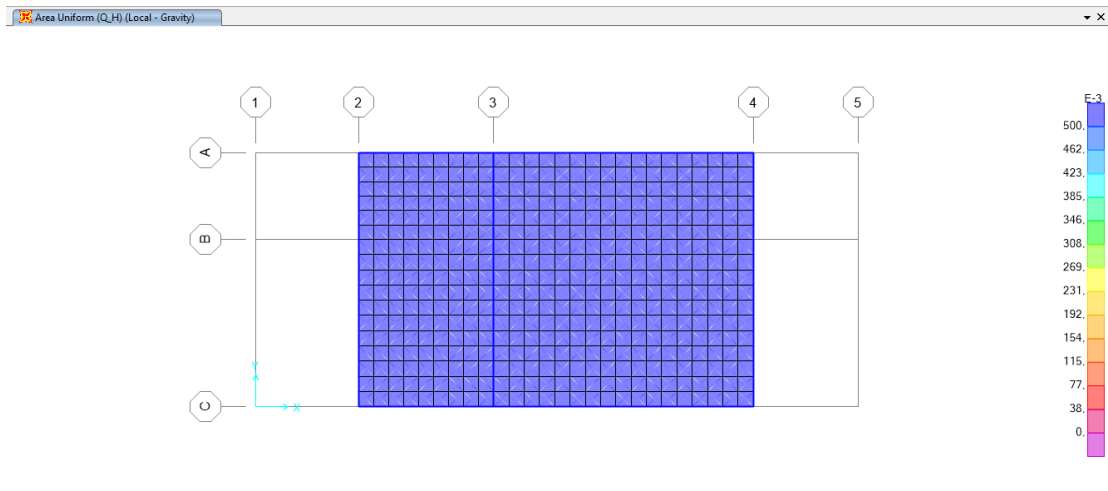 Area Uniform (Q_H) (Local - Gravity)
1 2 3 4 5
A
B
C
Y
X
E-3
500,
462,
423,
385,
346,
308,
269,
231,
192,
154,
115,
77,
38,
0,